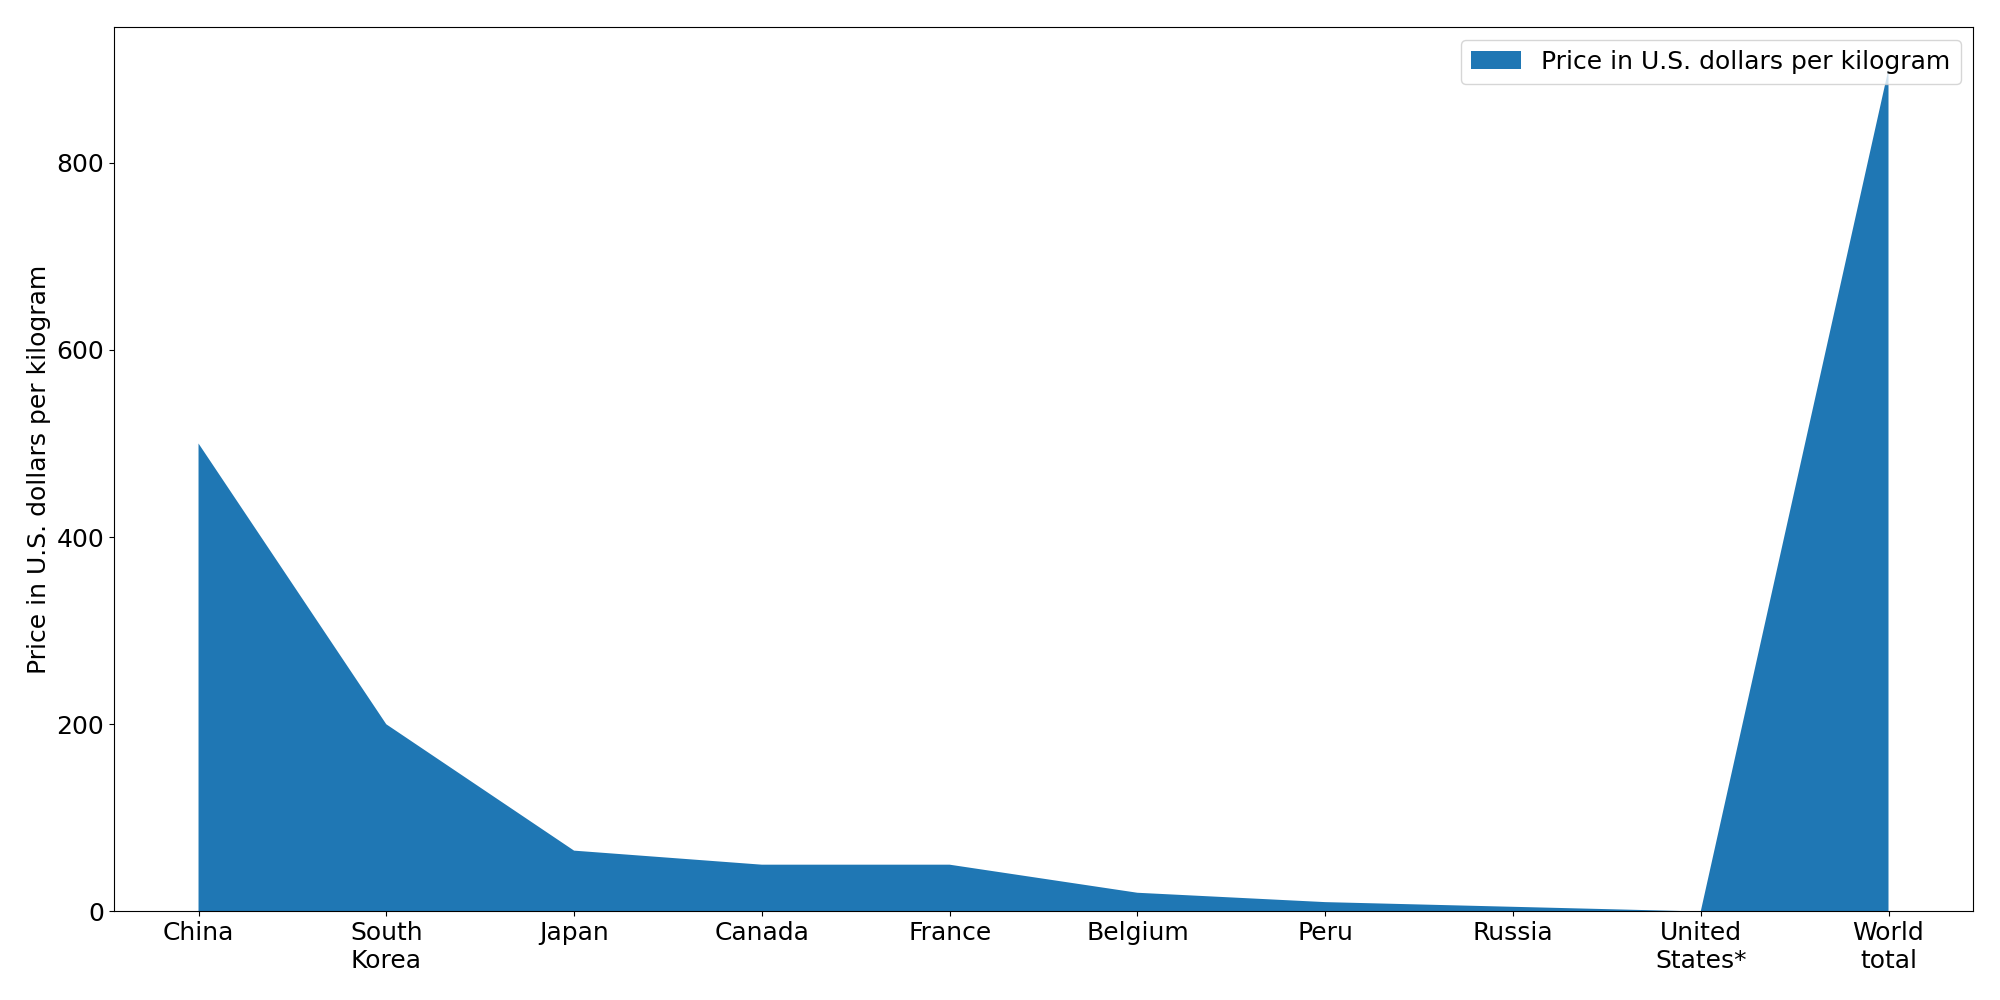 Price in U.S. dollars per kilogram
Price in U.S. dollars per kilogram
800
600
400
200
0
China
South
Korea
Japan
Canada
France
Belgium
Peru
Russia
United
States*
World
total